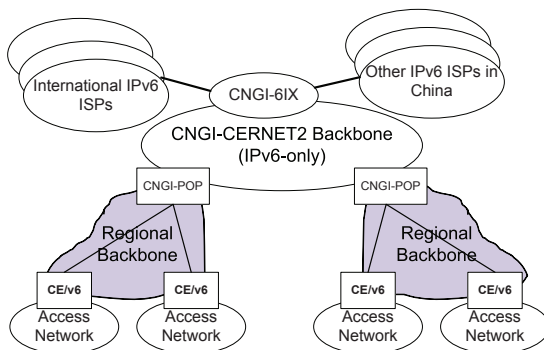 International IPv6
ISPs
CNGI-6IX
Other IPv6 ISPs in
China
CNGI-CERNET2 Backbone
(IPv6-only)
CNGI-POP
CNGI-POP
Regional
Backbone
Regional
Backbone
CE/v6
CE/v6
CE/v6
CE/v6
Access
Network
Access
Network
Access
Network
Access
Network